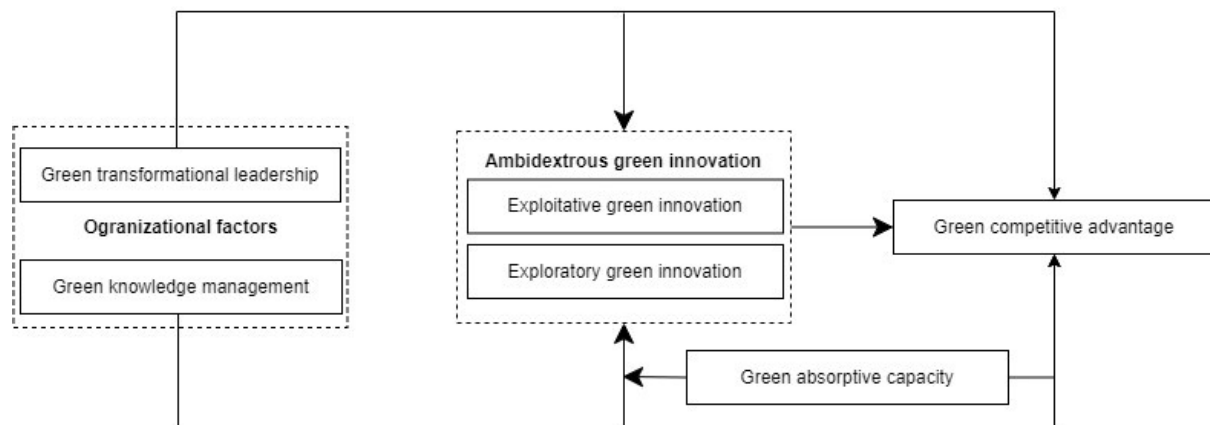 Green transformational leadership
Ogranizational factors
Green knowledge management
Ambidextrous green innovation
Exploitative green innovation
Exploratory green innovation
Green competitive advantage
Green absorptive capacity